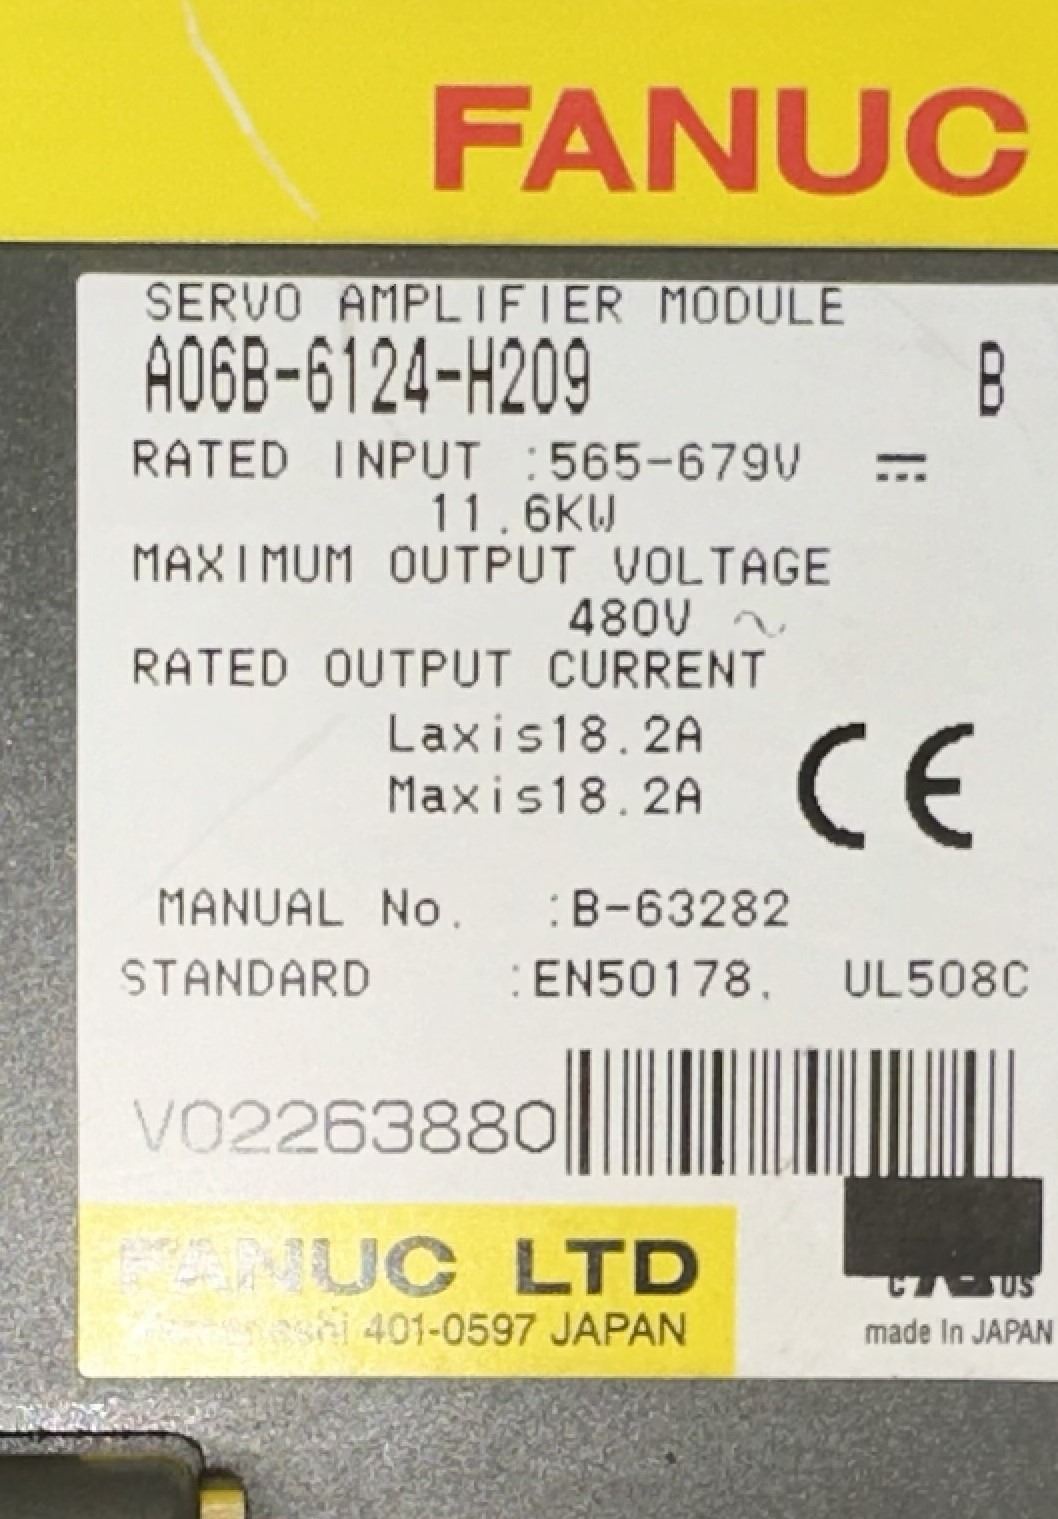 FANUC
SERVO AMPLIFIER MODULE
A06B-6124-H209 B
RATED INPUT :565-679V ⎓
11.6KW
MAXIMUM OUTPUT VOLTAGE
480V ~
RATED OUTPUT CURRENT
Laxis18.2A
Maxis18.2A
CE
MANUAL No. :B-63282
STANDARD :EN50178, UL508C
V02263880
FANUC LTD
401-0597 JAPAN
c US
made In JAPAN